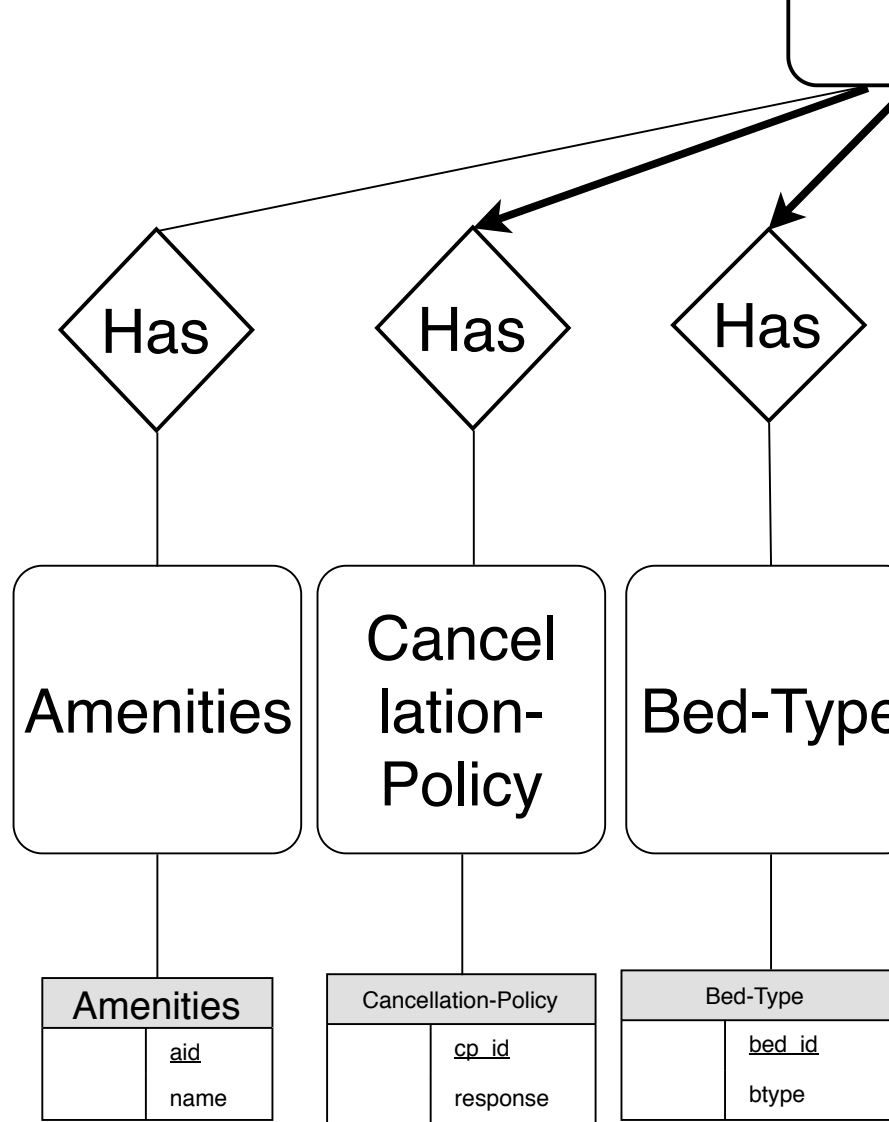 Has
Has
Has
Amenities
Cancel
lation-
Policy
Bed-Type
Amenities
aid
name
Cancellation-Policy
cp_id
response
Bed-Type
bed_id
btype